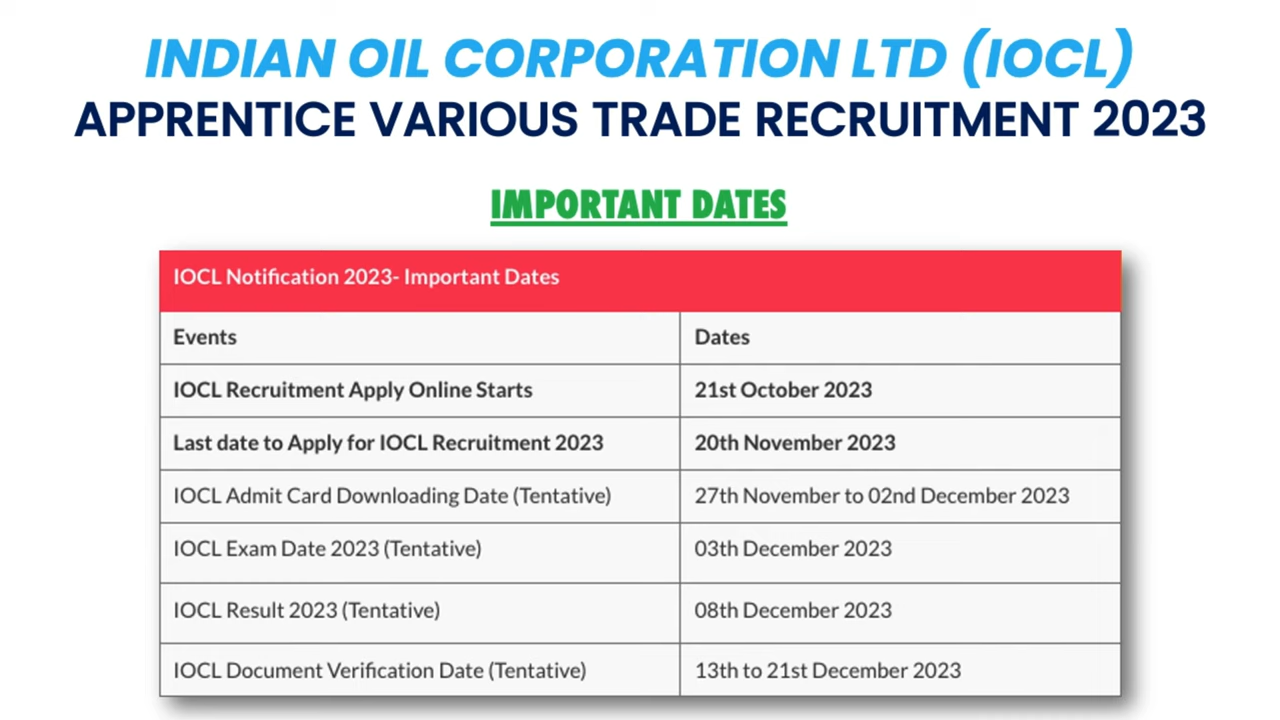 INDIAN OIL CORPORATION LTD (IOCL)
APPRENTICE VARIOUS TRADE RECRUITMENT 2023
IMPORTANT DATES
IOCL Notification 2023- Important Dates
Events Dates
IOCL Recruitment Apply Online Starts 21st October 2023
Last date to Apply for IOCL Recruitment 2023 20th November 2023
IOCL Admit Card Downloading Date (Tentative) 27th November to 02nd December 2023
IOCL Exam Date 2023 (Tentative) 03th December 2023
IOCL Result 2023 (Tentative) 08th December 2023
IOCL Document Verification Date (Tentative) 13th to 21st December 2023